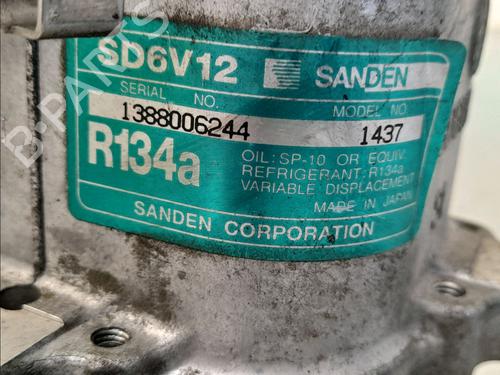 SD6V12 SANDEN
SERIAL NO. MODEL NO.
1388006244 1437
R134a
OIL: SP-10 OR EQUIV.
REFRIGERANT: R134a
VARIABLE DISPLACEMENT
MADE IN JAPAN
SANDEN CORPORATION
B-PARTS